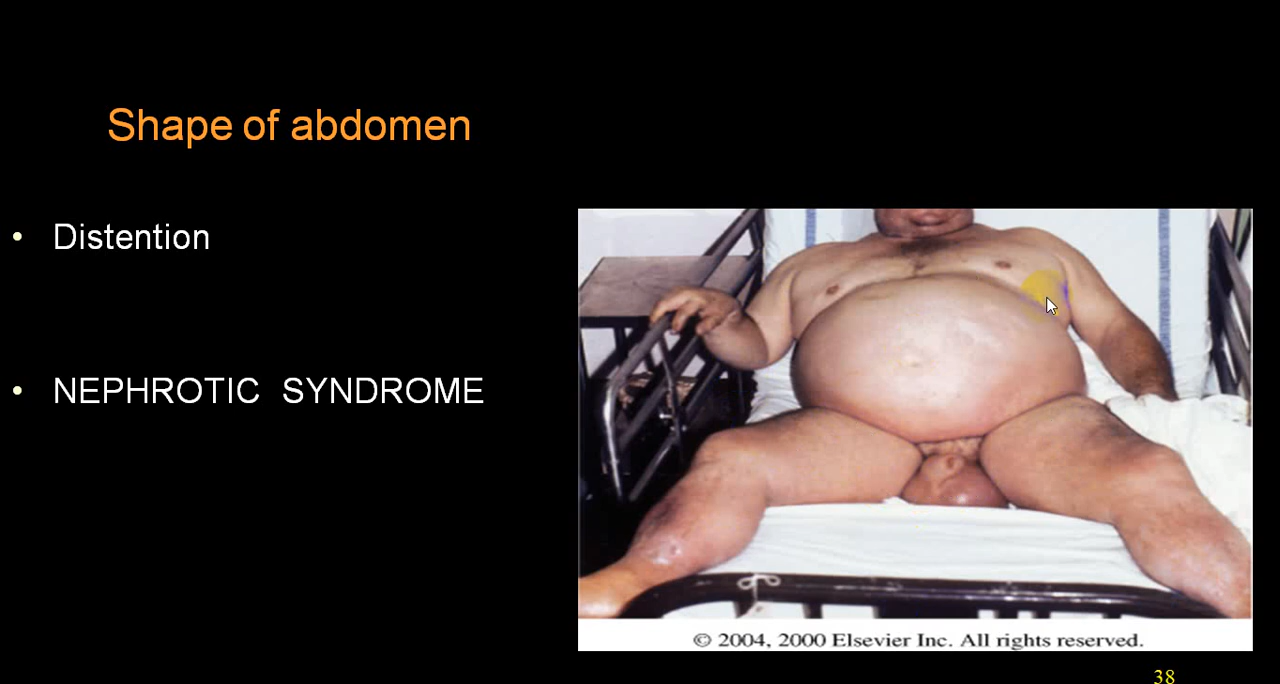 Shape of abdomen
• Distention
• NEPHROTIC SYNDROME
© 2004, 2000 Elsevier Inc. All rights reserved.
38